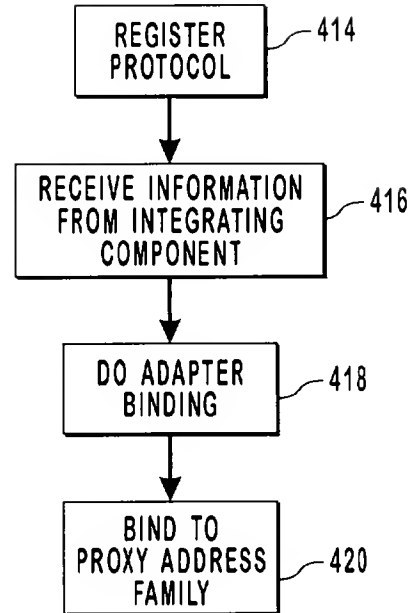 REGISTER
PROTOCOL
414
RECEIVE INFORMATION
FROM INTEGRATING
COMPONENT
416
DO ADAPTER
BINDING
418
BIND TO
PROXY ADDRESS
FAMILY
420